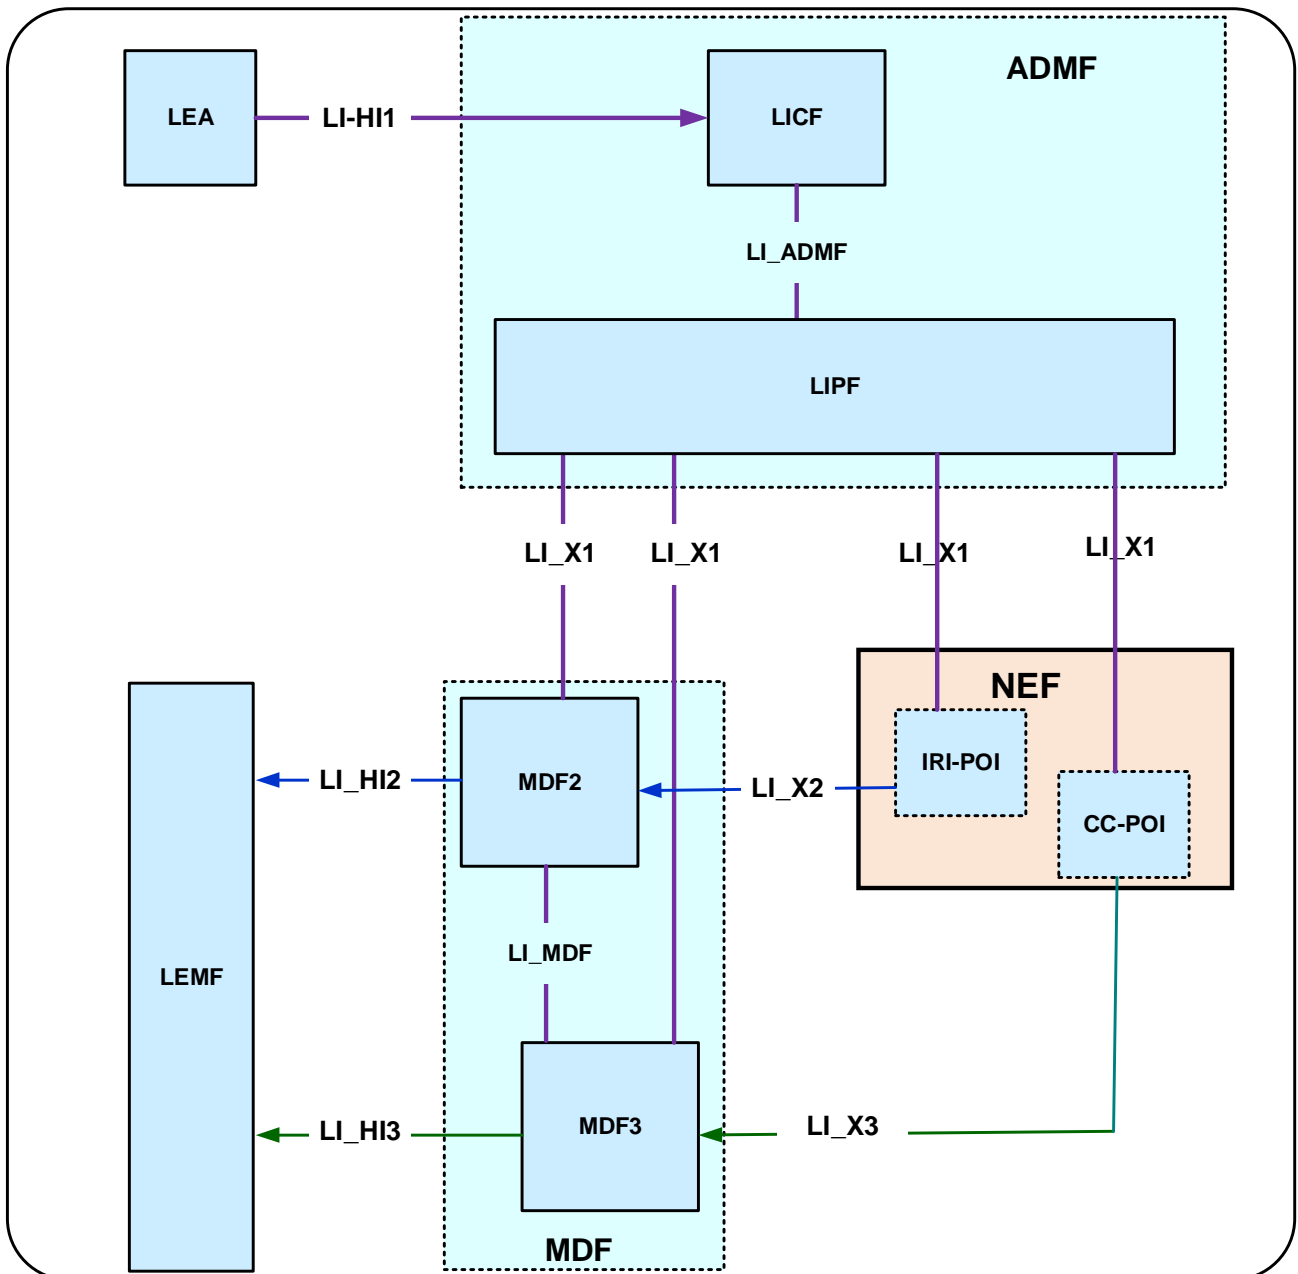 ADMF
LEA
LI-HI1
LICF
LI_ADMF
LIPF
LI_X1
LI_X1
LI_X1
LI_X1
NEF
IRI-POI
CC-POI
MDF2
LI_HI2
LI_X2
LI_MDF
LEMF
MDF3
LI_HI3
LI_X3
MDF